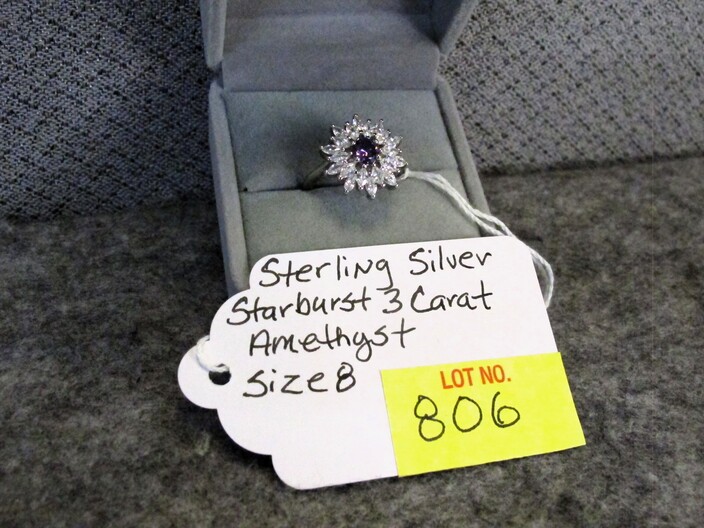 Sterling Silver
Starburst 3 Carat
Amethyst
Size 8
LOT NO.
806